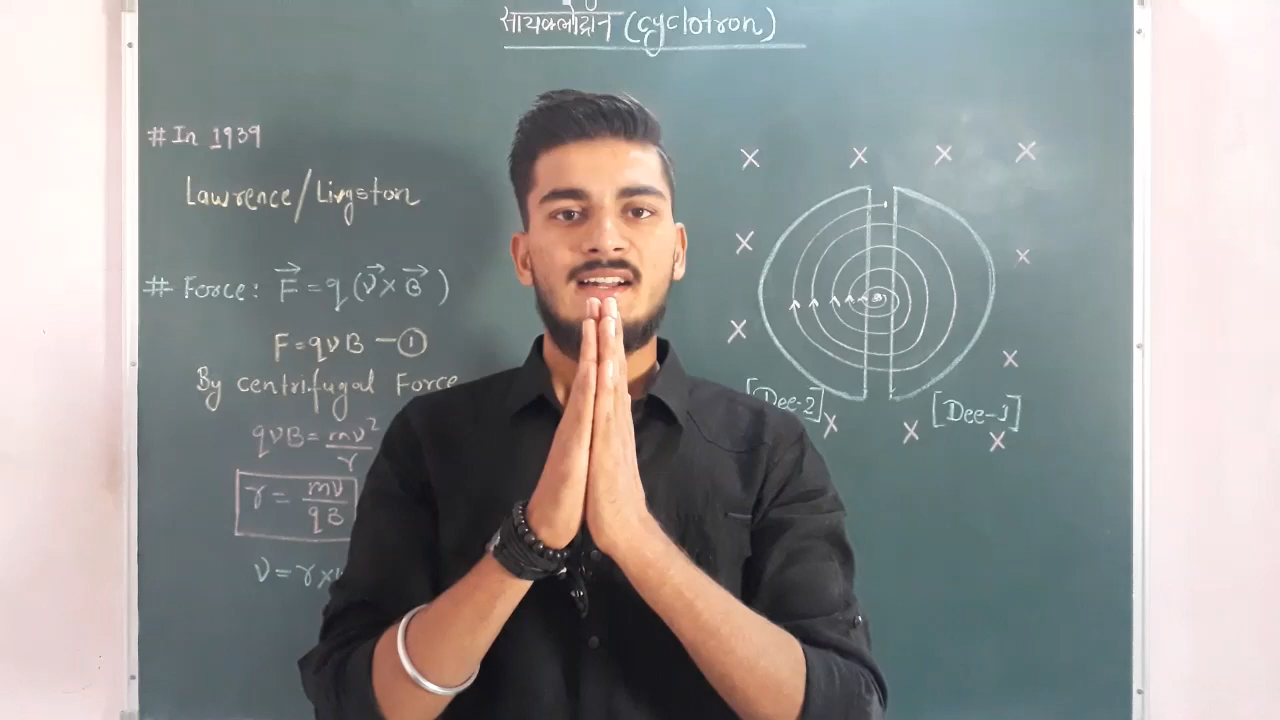 सायक्लोट्रान (cyclotron)
# In 1939
Lawrence/Livgston
# Force: F⃗ = q (v⃗ × B⃗)
F = qvB — ①
By centrifugal Force
qvB = mv²/r
r = mv/qB
v = r×
[Dee-2]
[Dee-1]